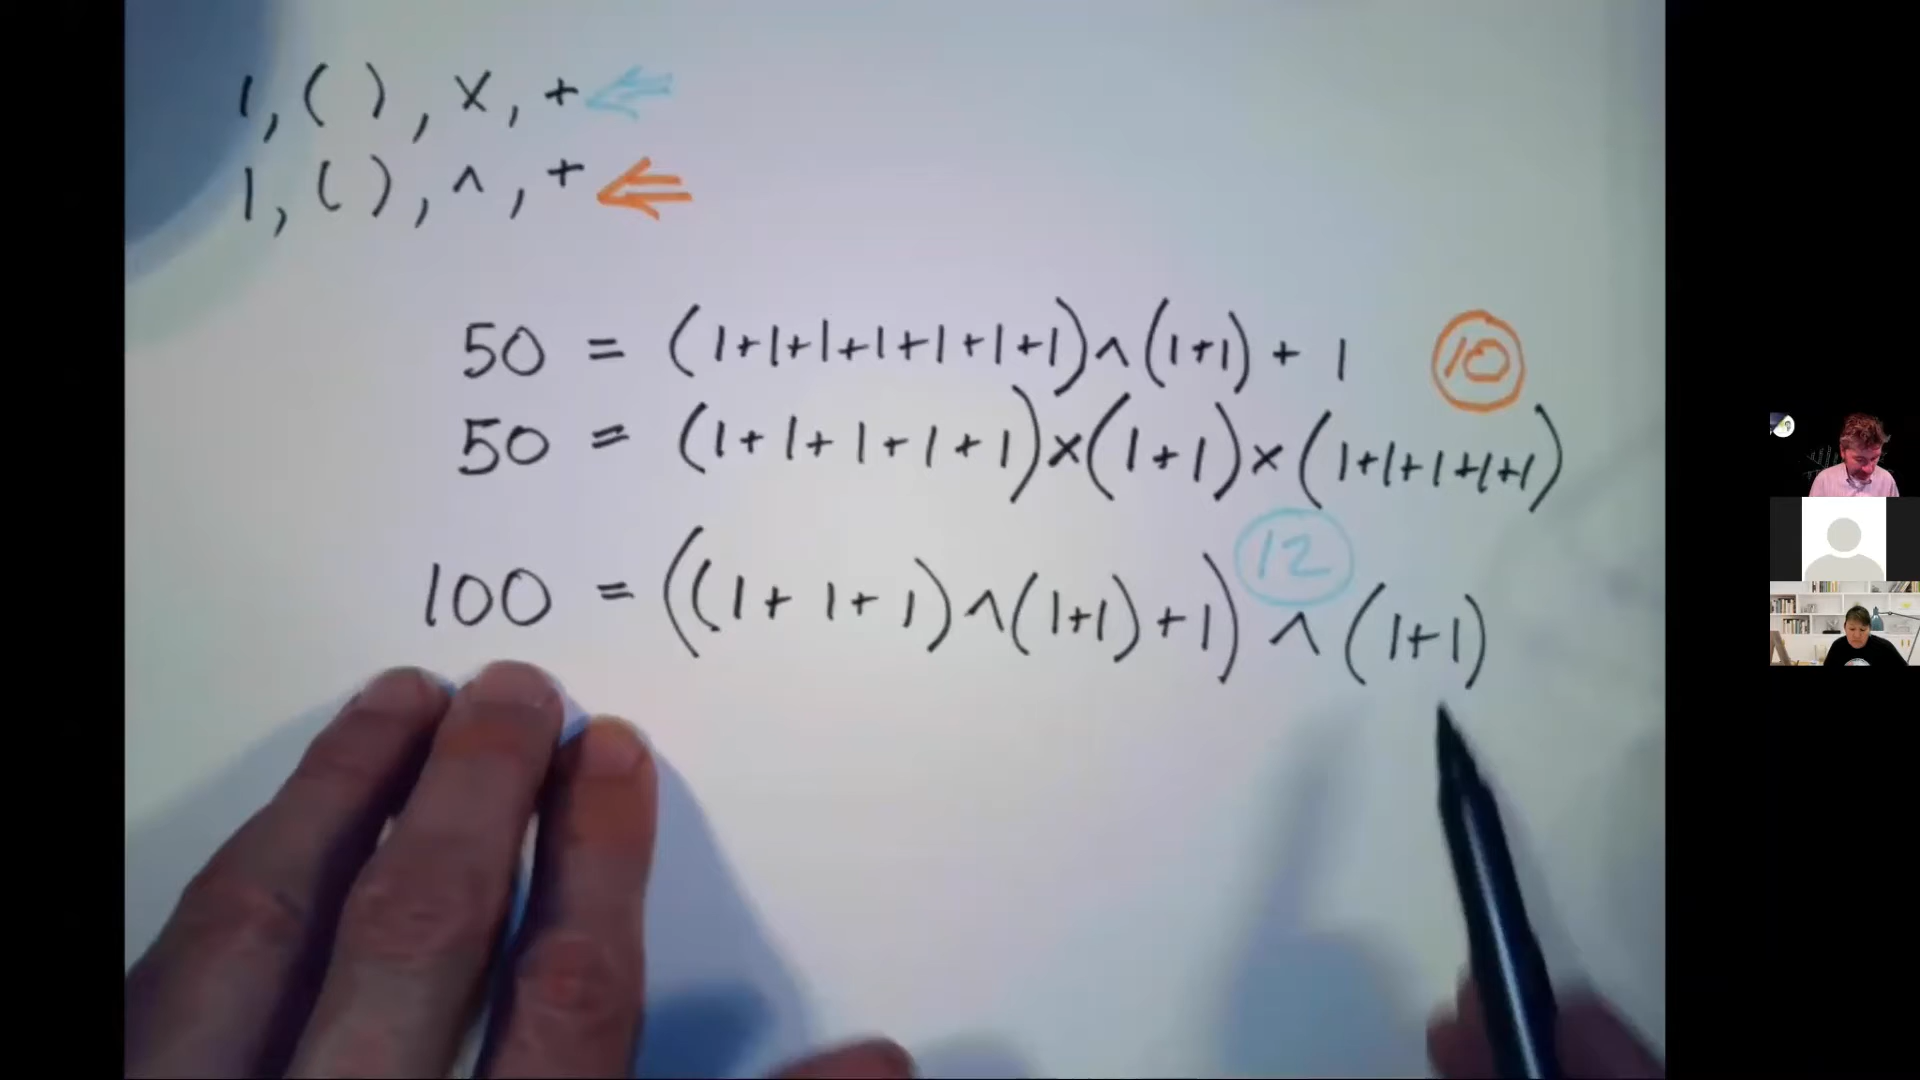 1, ( ), x, +
1, ( ), ^, +
50 = (1+1+1+1+1+1+1)^(1+1) + 1 10
50 = (1+1+1+1+1)x(1+1)x(1+1+1+1+1)
12
100 = ((1+1+1)^(1+1)+1)^(1+1)